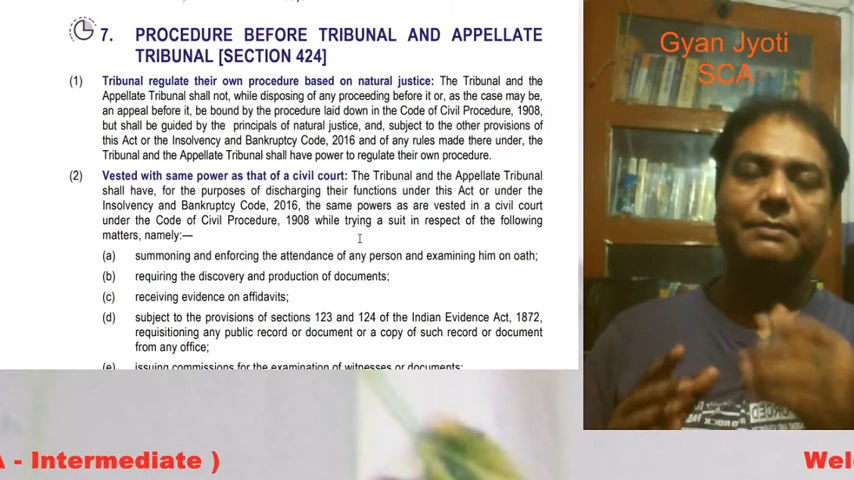 7. PROCEDURE BEFORE TRIBUNAL AND APPELLATE
TRIBUNAL [SECTION 424]
(1) Tribunal regulate their own procedure based on natural justice: The Tribunal and the
Appellate Tribunal shall not, while disposing of any proceeding before it or, as the case may be,
an appeal before it, be bound by the procedure laid down in the Code of Civil Procedure, 1908,
but shall be guided by the principals of natural justice, and, subject to the other provisions of
this Act or the Insolvency and Bankruptcy Code, 2016 and of any rules made there under, the
Tribunal and the Appellate Tribunal shall have power to regulate their own procedure.
(2) Vested with same power as that of a civil court: The Tribunal and the Appellate Tribunal
shall have, for the purposes of discharging their functions under this Act or under the
Insolvency and Bankruptcy Code, 2016, the same powers as are vested in a civil court
under the Code of Civil Procedure, 1908 while trying a suit in respect of the following
matters, namely:—
(a) summoning and enforcing the attendance of any person and examining him on oath;
(b) requiring the discovery and production of documents;
(c) receiving evidence on affidavits;
(d) subject to the provisions of sections 123 and 124 of the Indian Evidence Act, 1872,
requisitioning any public record or document or a copy of such record or document
from any office;
(e) issuing commissions for the examination of witnesses or documents;
Gyan Jyoti
SCA
A - Intermediate )
Wel